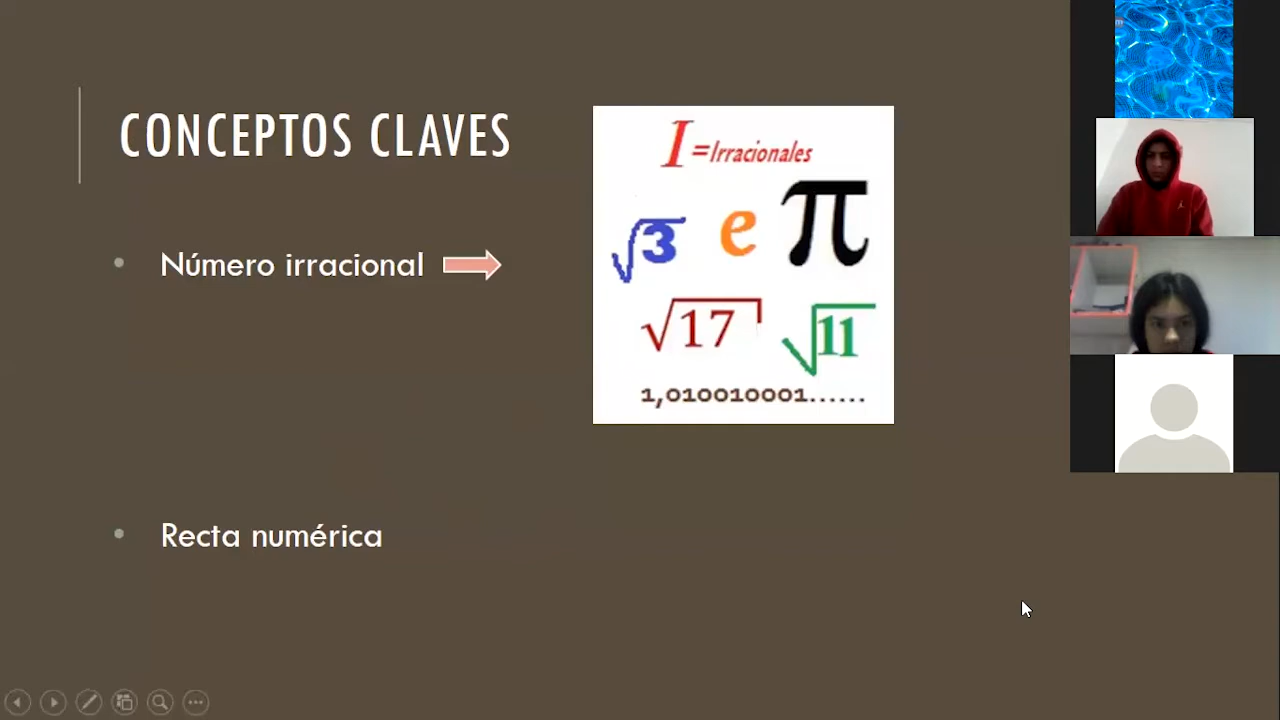 CONCEPTOS CLAVES
I =Irracionales
√3 e π
√17 √11
1,010010001......
Número irracional
Recta numérica